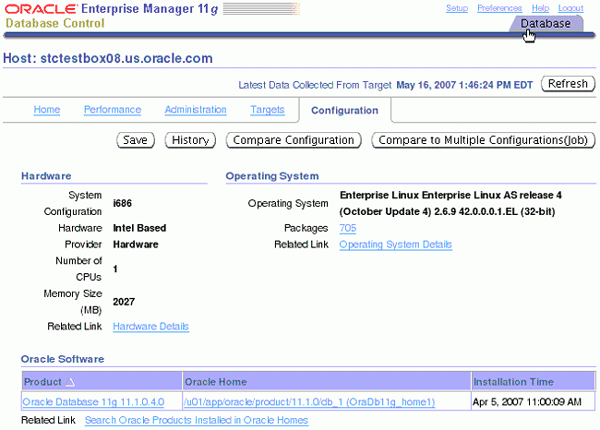 ORACLE Enterprise Manager 11g
Database Control
Setup Preferences Help Logout
Database
Host: stctestbox08.us.oracle.com
Latest Data Collected From Target May 16, 2007 1:46:24 PM EDT Refresh
Home Performance Administration Targets Configuration
Save History Compare Configuration Compare to Multiple Configurations(Job)
Hardware
System Configuration i686
Hardware Provider Intel Based Hardware
Number of CPUs 1
Memory Size (MB) 2027
Related Link Hardware Details
Operating System
Operating System Enterprise Linux Enterprise Linux AS release 4
(October Update 4) 2.6.9 42.0.0.0.1.EL (32-bit)
Packages 705
Related Link Operating System Details
Oracle Software
Product Oracle Home Installation Time
Oracle Database 11g 11.1.0.4.0 /u01/app/oracle/product/11.1.0/db_1 (OraDb11g_home1) Apr 5, 2007 11:00:09 AM
Related Link Search Oracle Products Installed in Oracle Homes